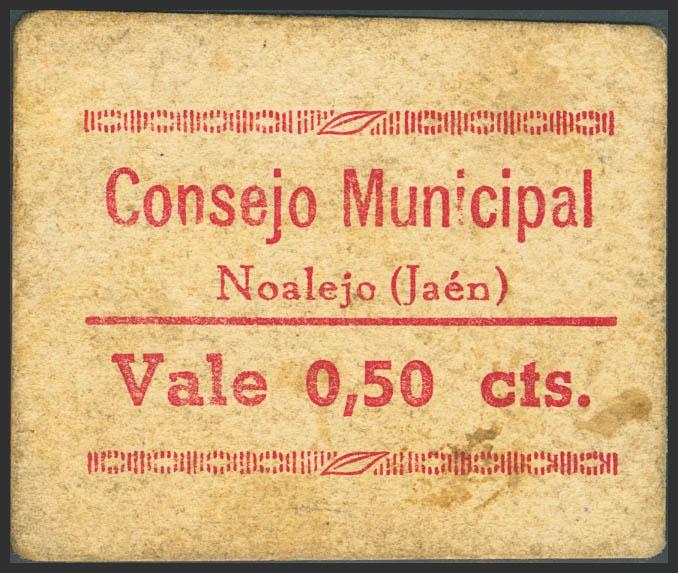 Consejo Municipal
Noalejo (Jaén)
Vale 0,50 cts.